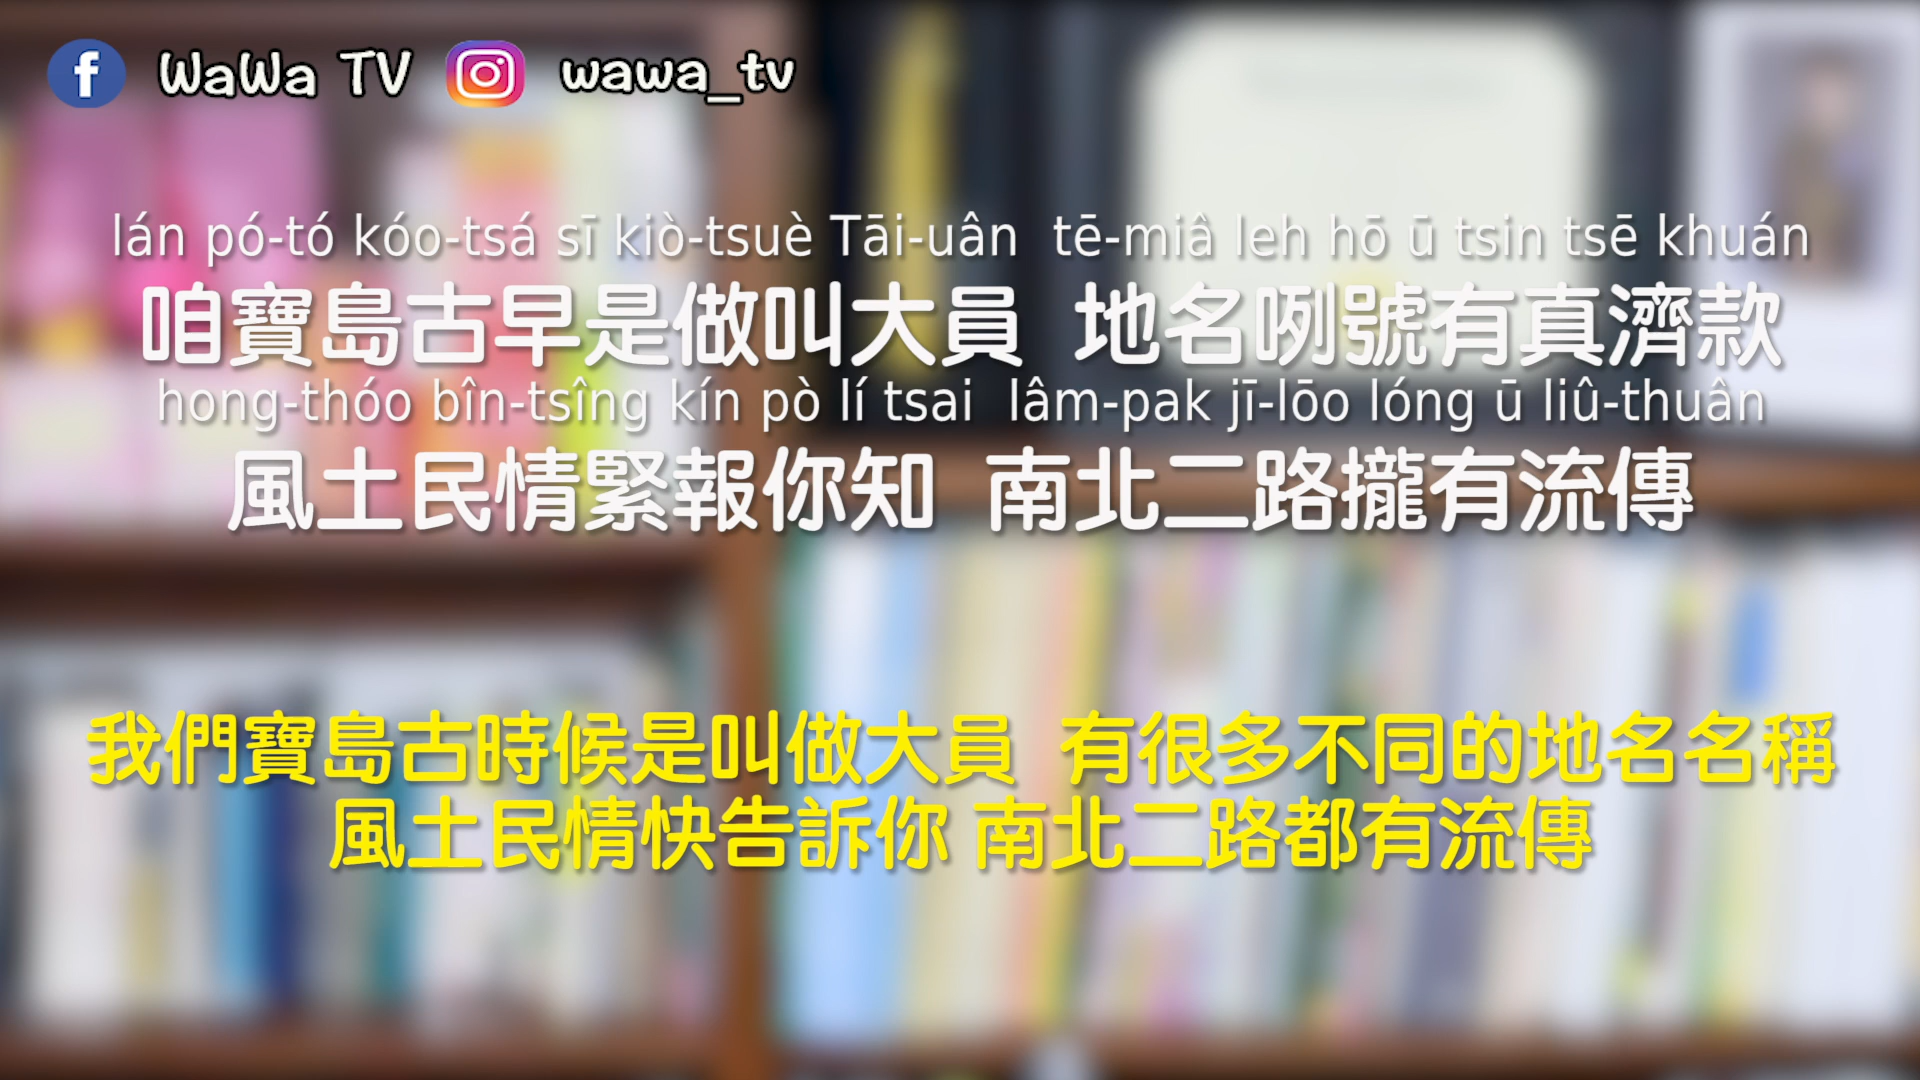 WaWa TV wawa_tv
lán pó-tó kóo-tsá sī kiò-tsuè Tāi-uân tē-miâ leh hō ū tsin tsē khuán
咱寶島古早是做叫大員 地名咧號有真濟款
hong-thóo bîn-tsîng kín pò lí tsai lâm-pak jī-lōo lóng ū liû-thuân
風土民情緊報你知 南北二路攏有流傳
我們寶島古時候是叫做大員 有很多不同的地名名稱
風土民情快告訴你 南北二路都有流傳